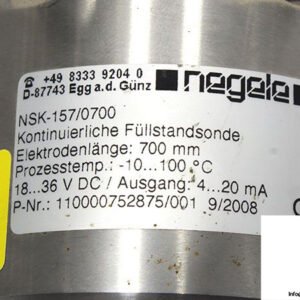 ☎ +49 8333 9204 0
D-87743 Egg a.d. Günz
negele
NSK-157/0700
Kontinuierliche Füllstandsonde
Elektrodenlänge: 700 mm
Prozesstemp.: -10...100 °C
18...36 V DC / Ausgang: 4...20 mA
P-Nr.: 110000752875/001 9/2008